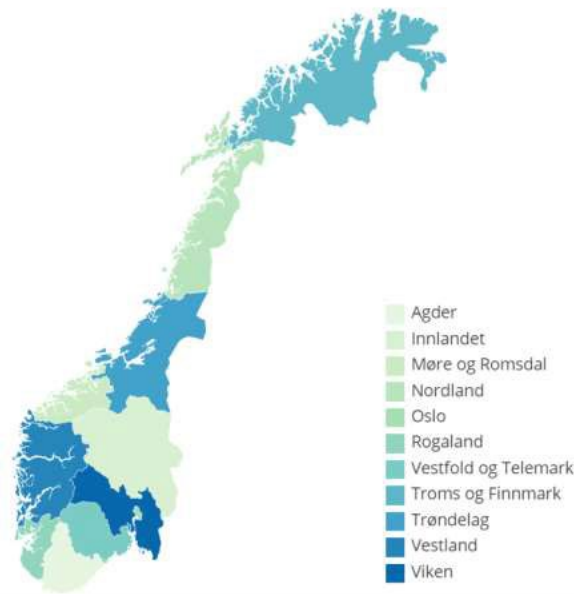 Agder
Innlandet
Møre og Romsdal
Nordland
Oslo
Rogaland
Vestfold og Telemark
Troms og Finnmark
Trøndelag
Vestland
Viken